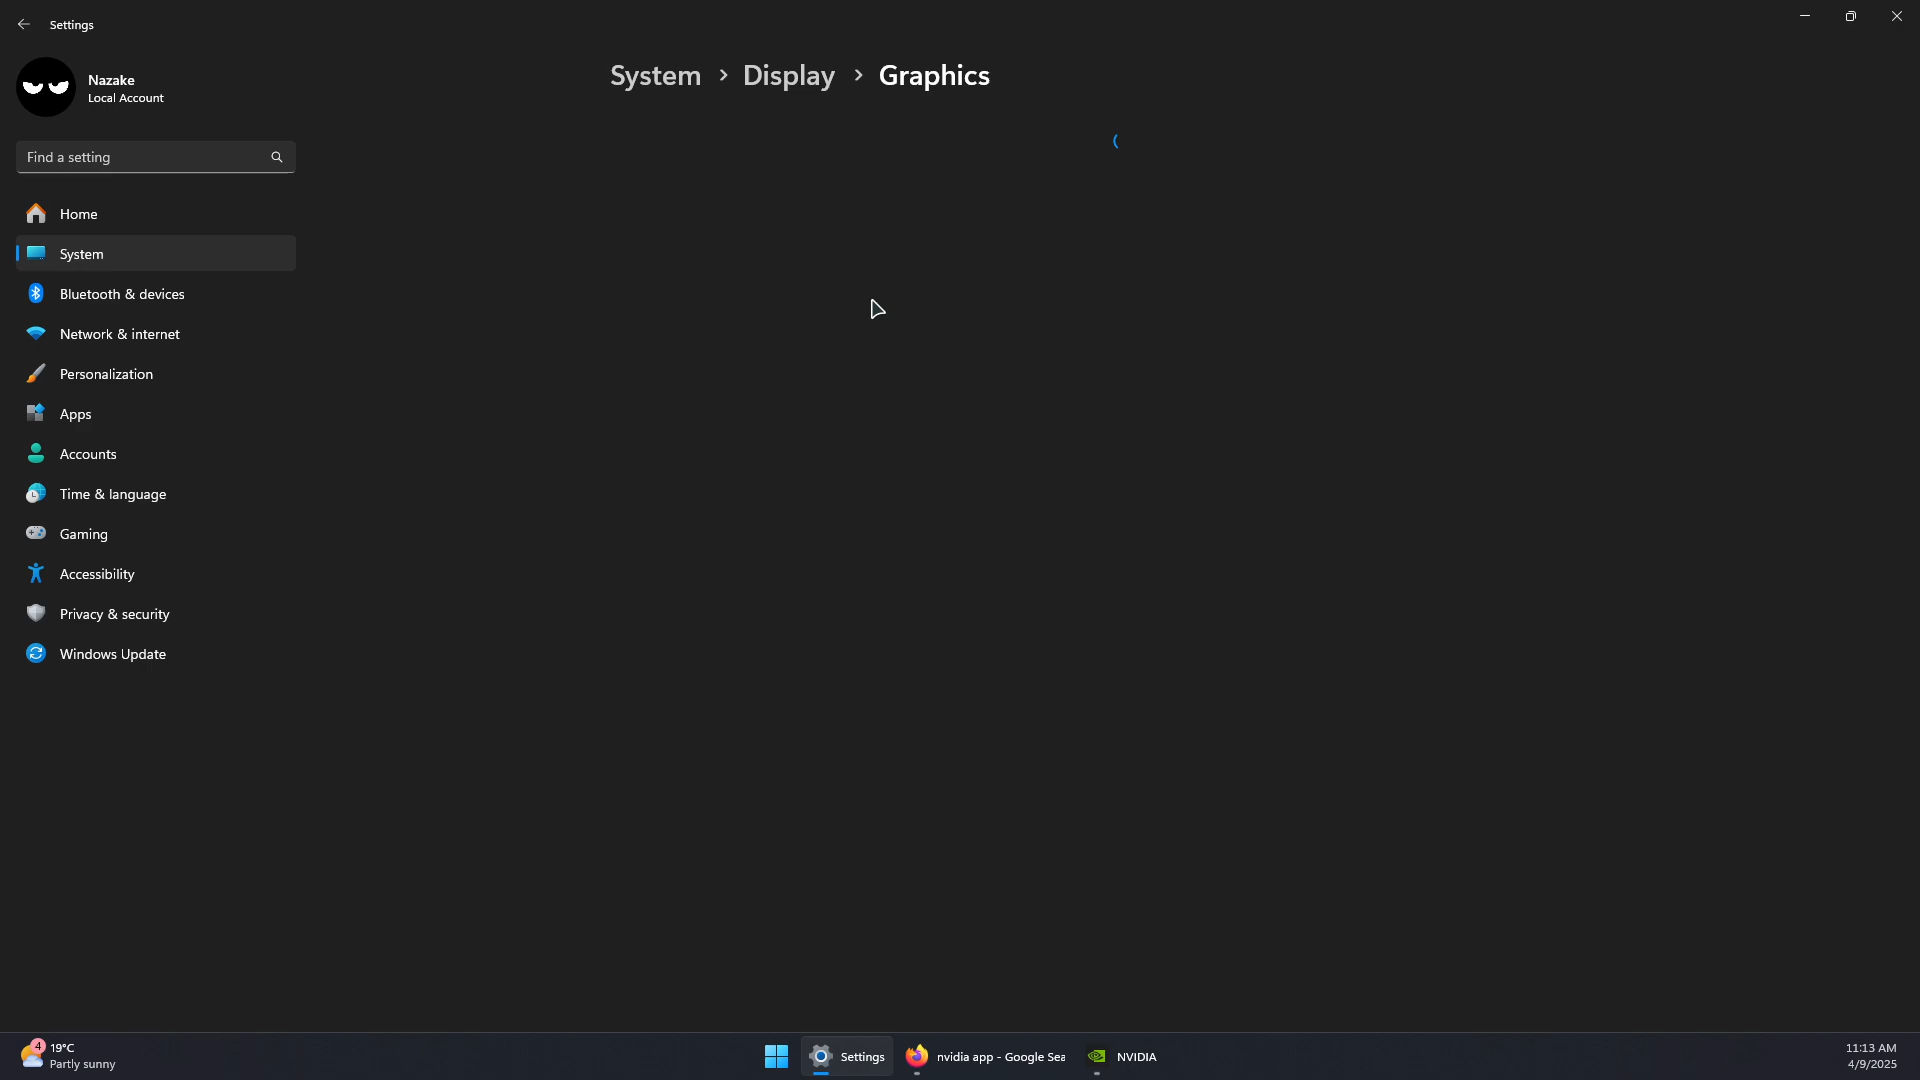 Settings
Nazake
Local Account
System > Display > Graphics
Find a setting
Home
System
Bluetooth & devices
Network & internet
Personalization
Apps
Accounts
Time & language
Gaming
Accessibility
Privacy & security
Windows Update
4
19°C
Partly sunny
Settings
nvidia app - Google Sea
NVIDIA
11:13 AM
4/9/2025